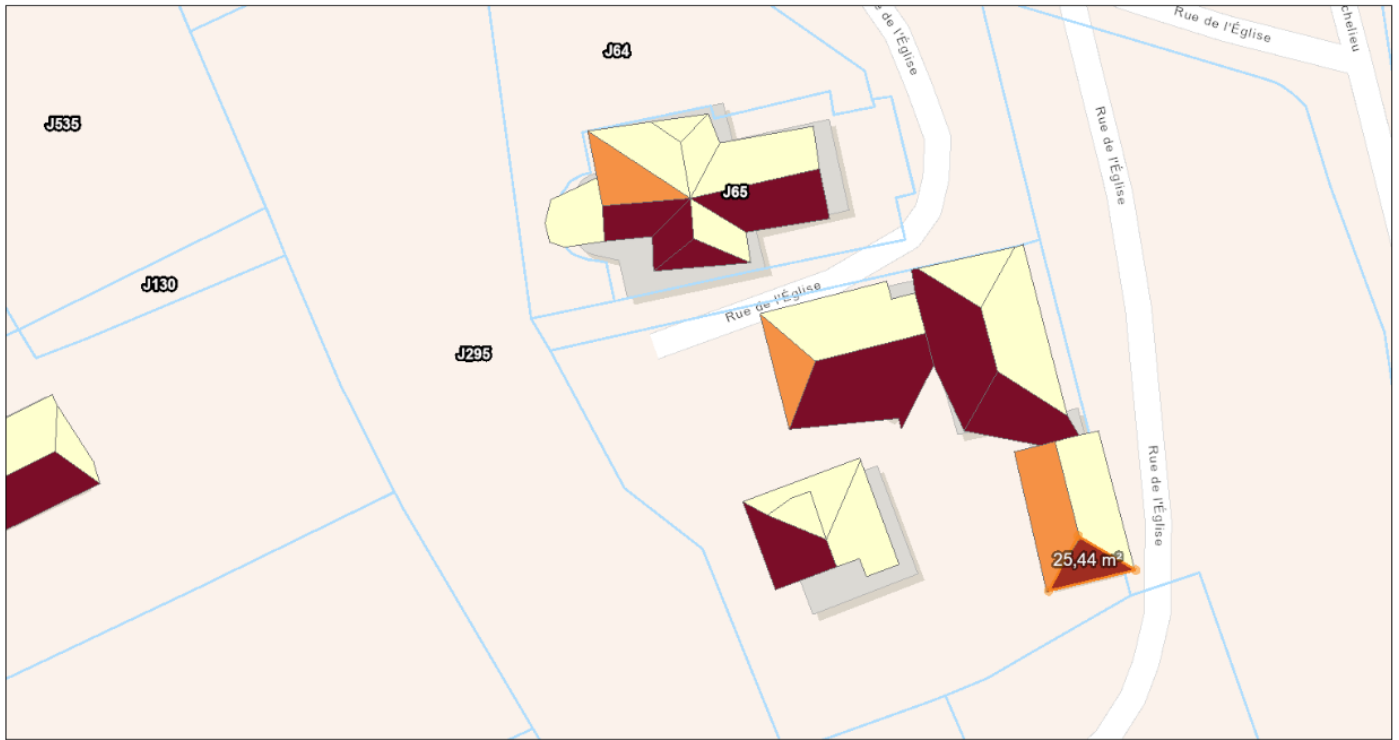 Rue de l'Église
chelieu
e de l'Église
J64
J535
Rue de l'Église
J65
J130
Rue de l'Église
J295
Rue de l'Église
25,44 m²